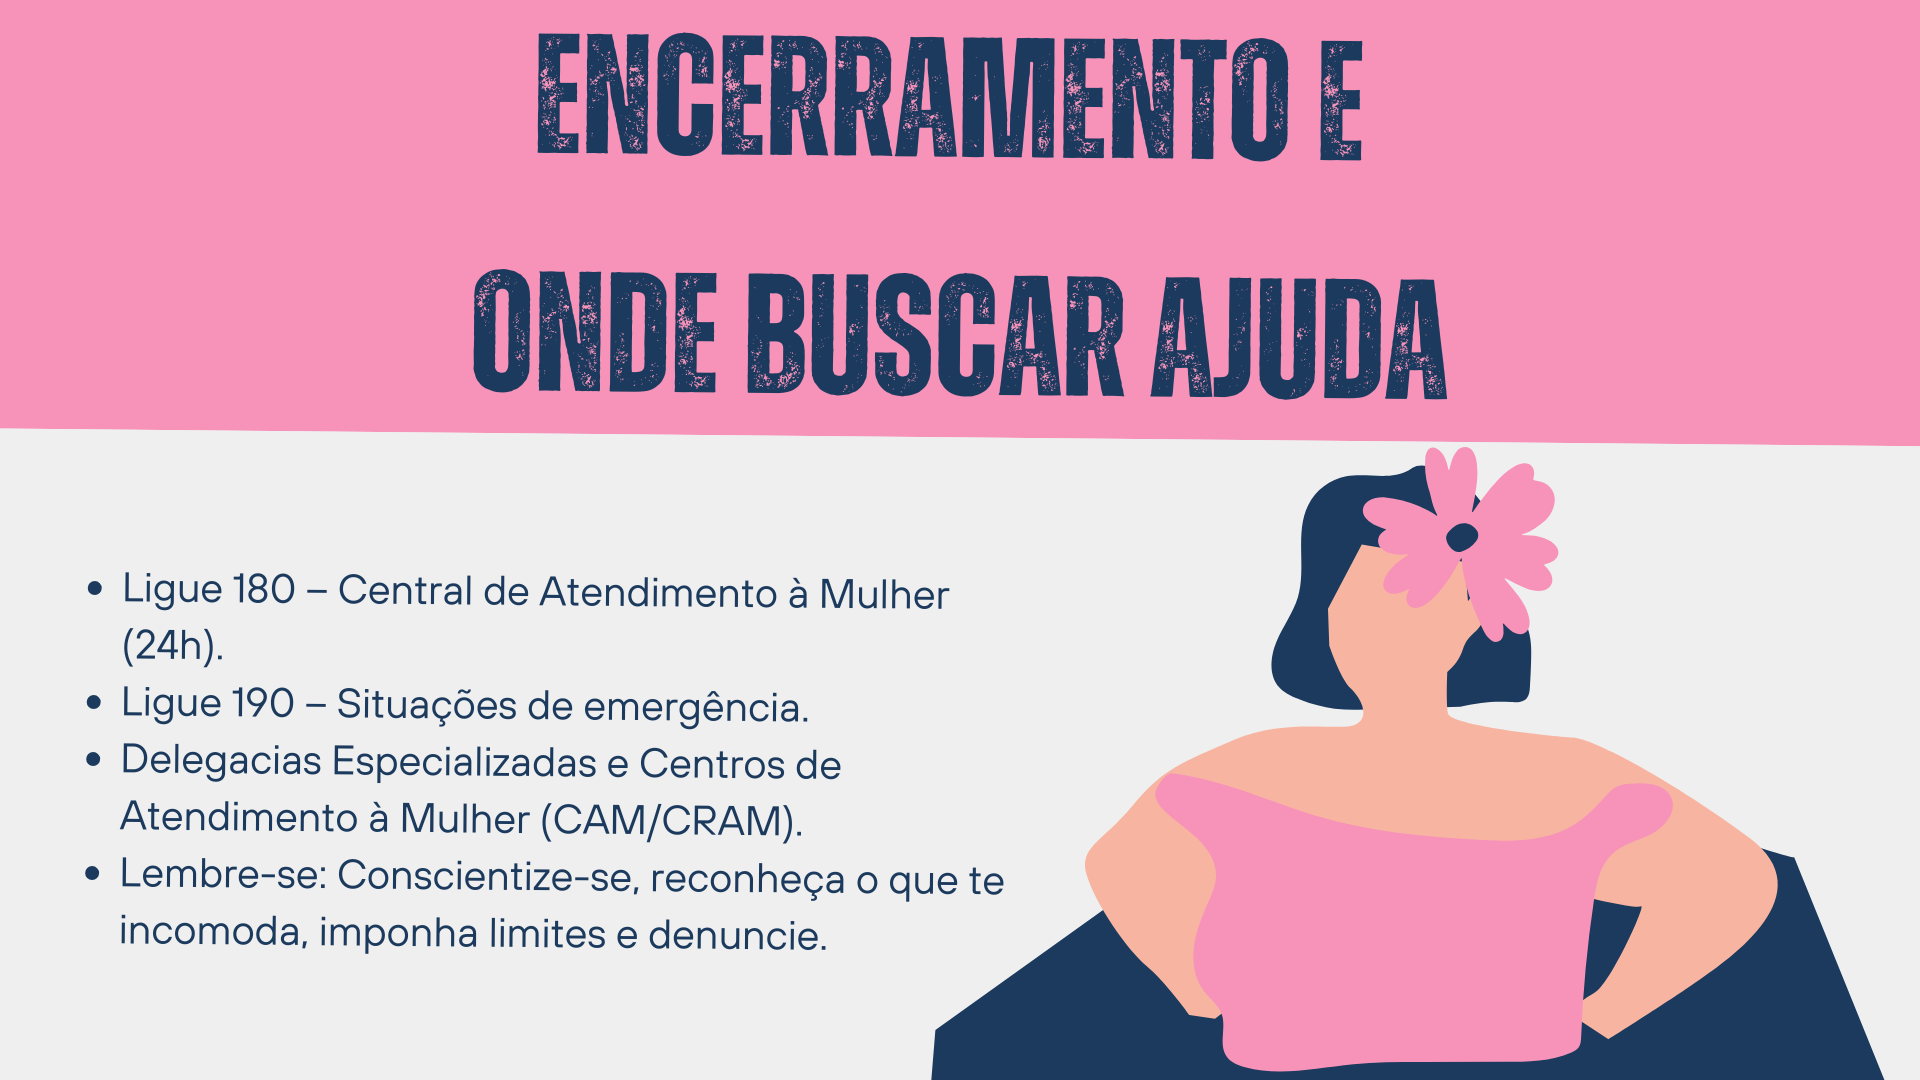 ENCERRAMENTO E
ONDE BUSCAR AJUDA
• Ligue 180 – Central de Atendimento à Mulher
(24h).
• Ligue 190 – Situações de emergência.
• Delegacias Especializadas e Centros de
Atendimento à Mulher (CAM/CRAM).
• Lembre-se: Conscientize-se, reconheça o que te
incomoda, imponha limites e denuncie.